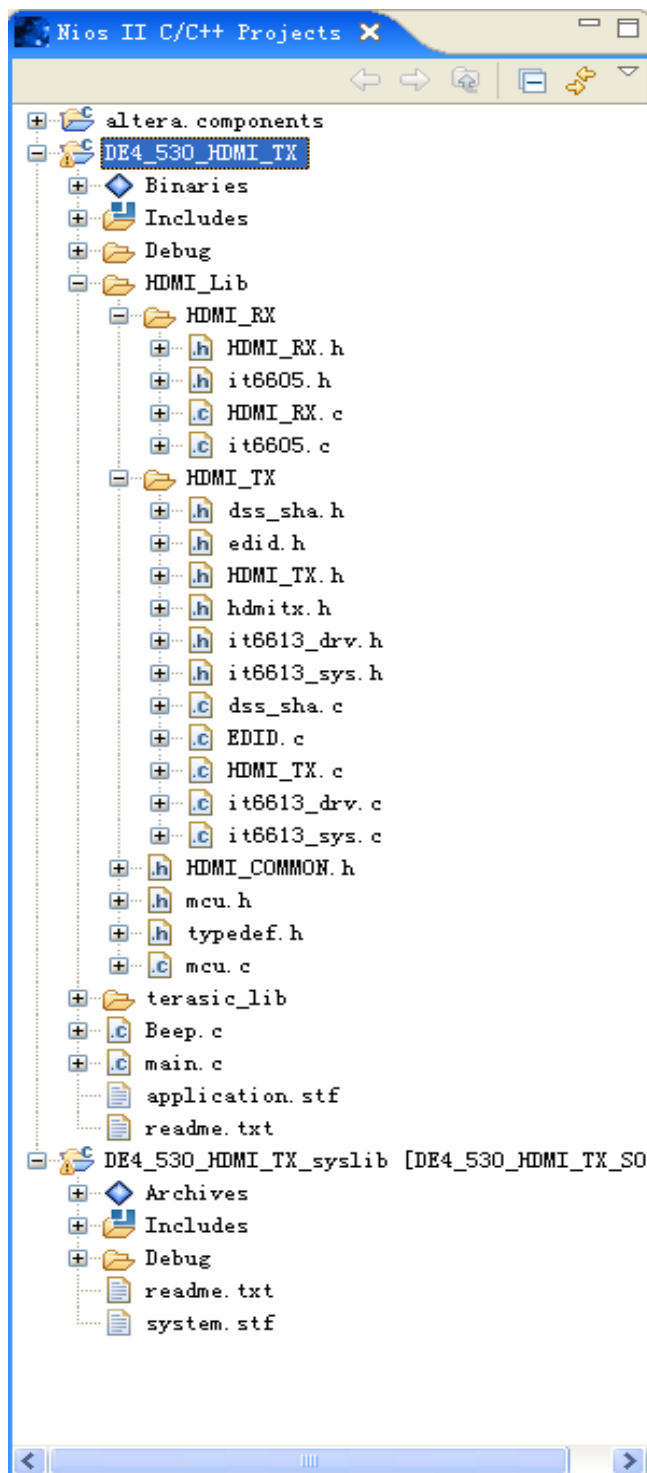 Nios II C/C++ Projects
altera.components
DE4_530_HDMI_TX
Binaries
Includes
Debug
HDMI_Lib
HDMI_RX
.h HDMI_RX.h
.h it6605.h
.c HDMI_RX.c
.c it6605.c
HDMI_TX
.h dss_sha.h
.h edid.h
.h HDMI_TX.h
.h hdmitx.h
.h it6613_drv.h
.h it6613_sys.h
.c dss_sha.c
.c EDID.c
.c HDMI_TX.c
.c it6613_drv.c
.c it6613_sys.c
.h HDMI_COMMON.h
.h mcu.h
.h typedef.h
.c mcu.c
terasic_lib
.c Beep.c
.c main.c
application.stf
readme.txt
DE4_530_HDMI_TX_syslib [DE4_530_HDMI_TX_SO
Archives
Includes
Debug
readme.txt
system.stf